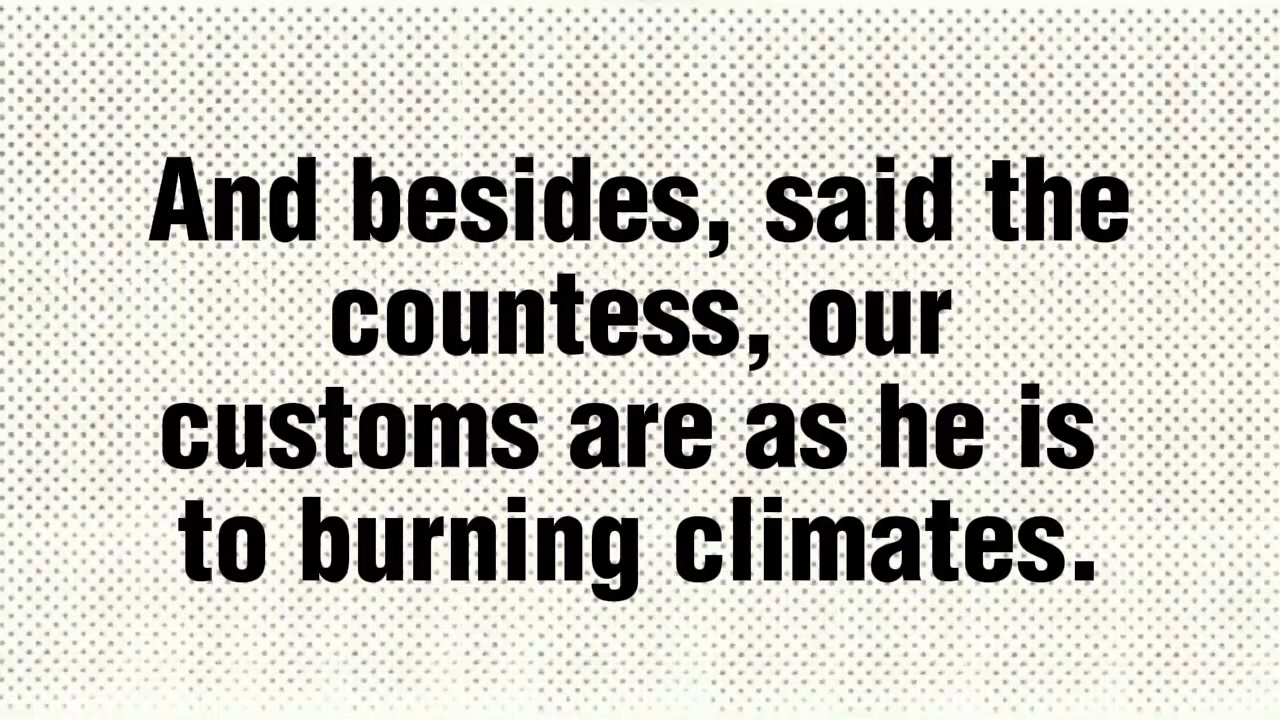 And besides, said the
countess, our
customs are as he is
to burning climates.